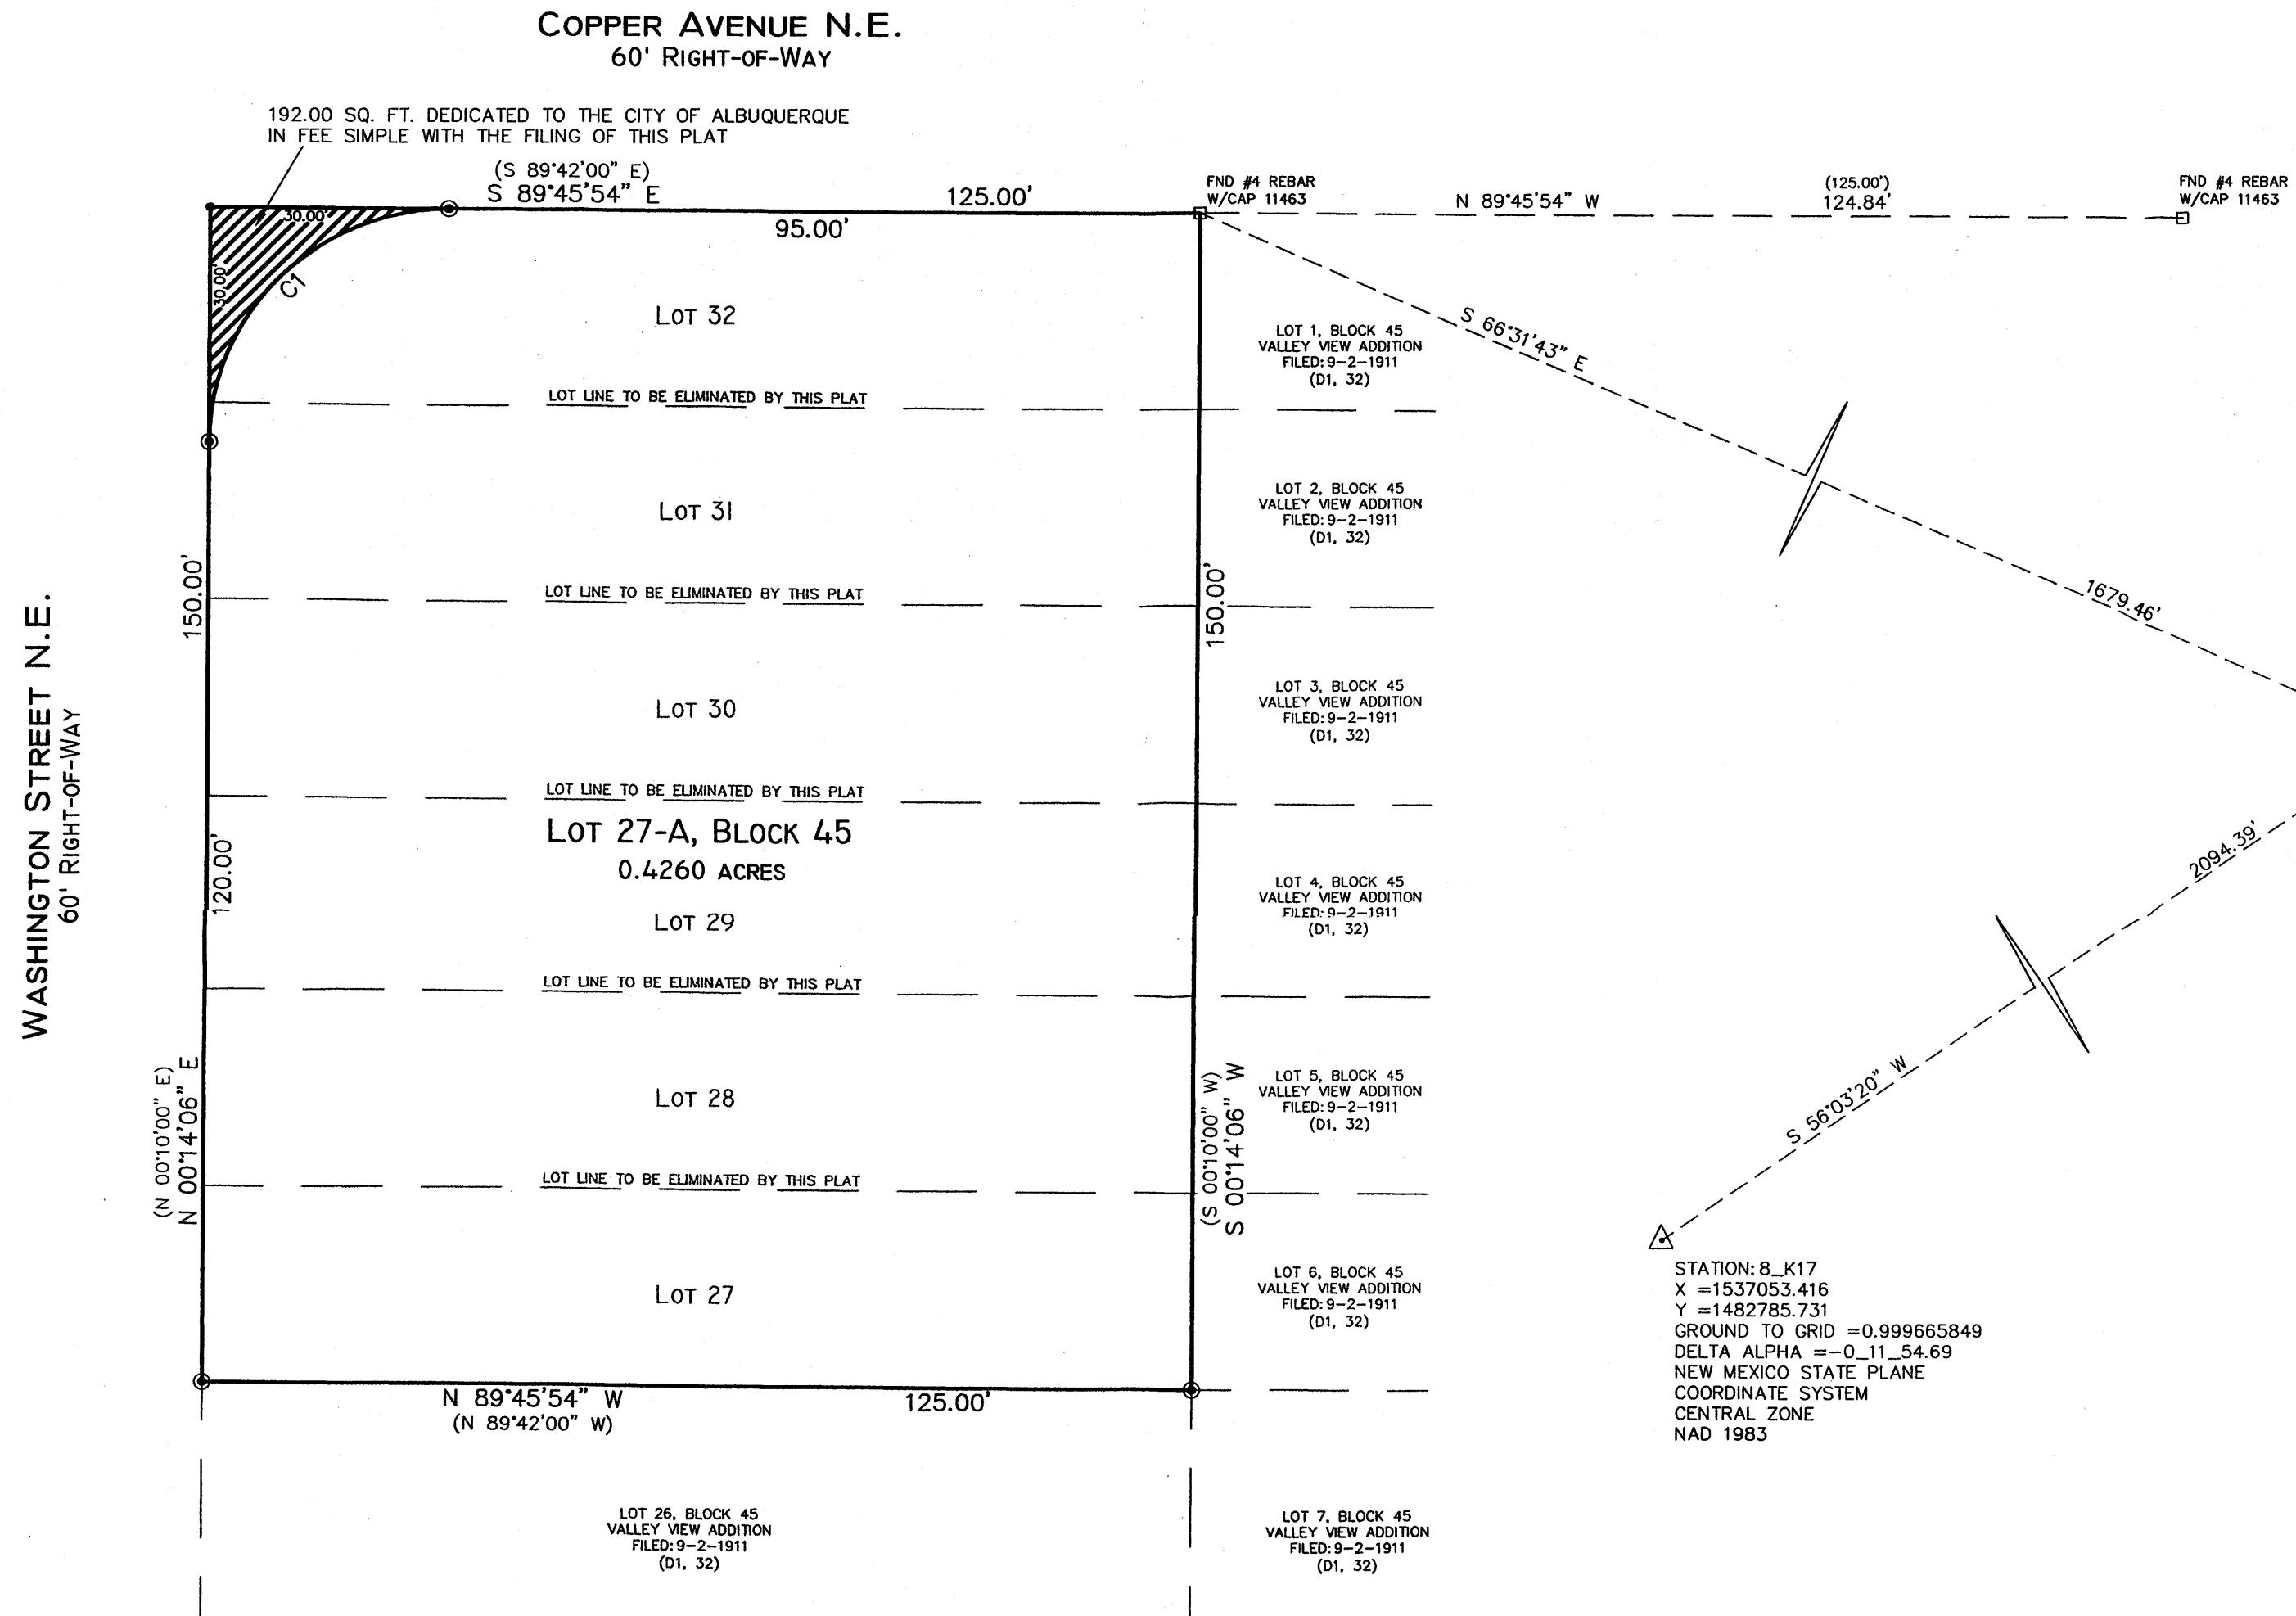 COPPER AVENUE N.E.
60' RIGHT-OF-WAY
192.00 SQ. FT. DEDICATED TO THE CITY OF ALBUQUERQUE
IN FEE SIMPLE WITH THE FILING OF THIS PLAT
(S 89°42'00" E)
S 89°45'54" E
125.00'
95.00'
30.00'
30.00'
C1
FND #4 REBAR
W/CAP 11463
N 89°45'54" W
(125.00')
124.84'
FND #4 REBAR
W/CAP 11463
LOT 32
LOT LINE TO BE ELIMINATED BY THIS PLAT
LOT 31
LOT LINE TO BE ELIMINATED BY THIS PLAT
LOT 30
LOT LINE TO BE ELIMINATED BY THIS PLAT
LOT 27-A, BLOCK 45
0.4260 ACRES
LOT 29
LOT LINE TO BE ELIMINATED BY THIS PLAT
LOT 28
LOT LINE TO BE ELIMINATED BY THIS PLAT
LOT 27
WASHINGTON STREET N.E.
60' RIGHT-OF-WAY
150.00'
120.00'
(N 00°10'00" E)
N 00°14'06" E
150.00'
(S 00°10'00" W)
S 00°14'06" W
N 89°45'54" W
(N 89°42'00" W)
125.00'
LOT 1, BLOCK 45
VALLEY VIEW ADDITION
FILED: 9-2-1911
(D1, 32)
LOT 2, BLOCK 45
VALLEY VIEW ADDITION
FILED: 9-2-1911
(D1, 32)
LOT 3, BLOCK 45
VALLEY VIEW ADDITION
FILED: 9-2-1911
(D1, 32)
LOT 4, BLOCK 45
VALLEY VIEW ADDITION
FILED: 9-2-1911
(D1, 32)
LOT 5, BLOCK 45
VALLEY VIEW ADDITION
FILED: 9-2-1911
(D1, 32)
LOT 6, BLOCK 45
VALLEY VIEW ADDITION
FILED: 9-2-1911
(D1, 32)
LOT 26, BLOCK 45
VALLEY VIEW ADDITION
FILED: 9-2-1911
(D1, 32)
LOT 7, BLOCK 45
VALLEY VIEW ADDITION
FILED: 9-2-1911
(D1, 32)
S 66°31'43" E
1679.46'
2094.39'
S 56°03'20" W
STATION: 8_K17
X =1537053.416
Y =1482785.731
GROUND TO GRID =0.999665849
DELTA ALPHA =-0_11_54.69
NEW MEXICO STATE PLANE
COORDINATE SYSTEM
CENTRAL ZONE
NAD 1983